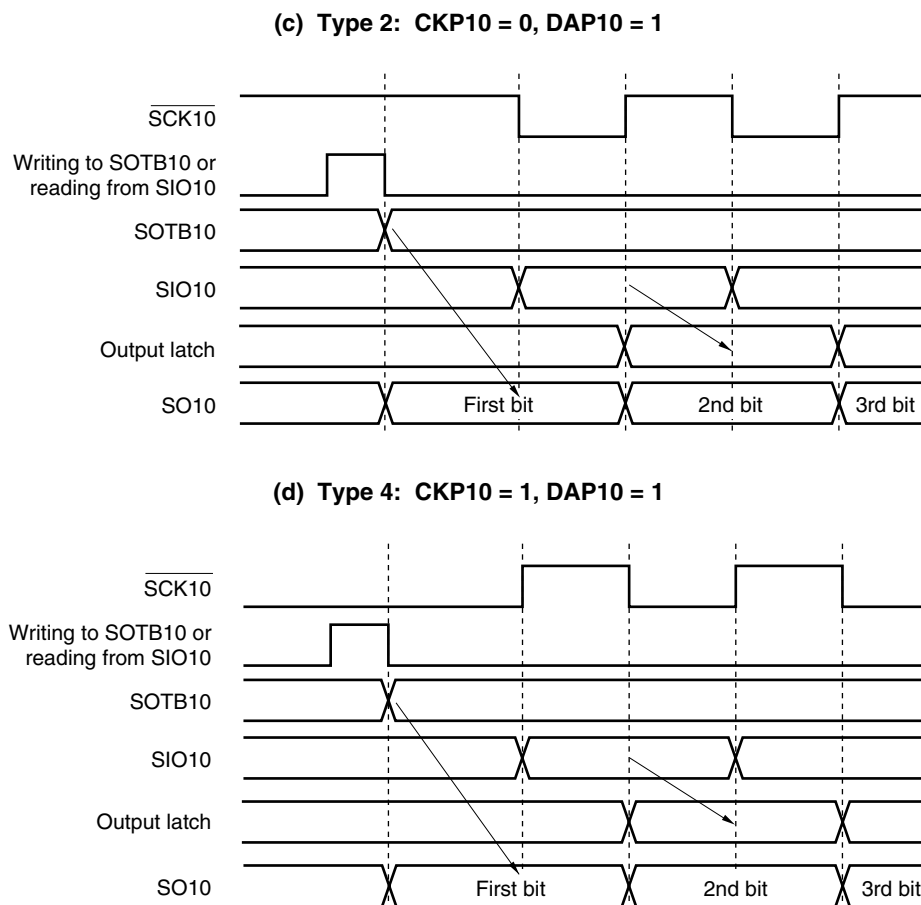 (c) Type 2: CKP10 = 0, DAP10 = 1
SCK10
Writing to SOTB10 or
reading from SIO10
SOTB10
SIO10
Output latch
SO10
First bit
2nd bit
3rd bit
(d) Type 4: CKP10 = 1, DAP10 = 1
SCK10
Writing to SOTB10 or
reading from SIO10
SOTB10
SIO10
Output latch
SO10
First bit
2nd bit
3rd bit